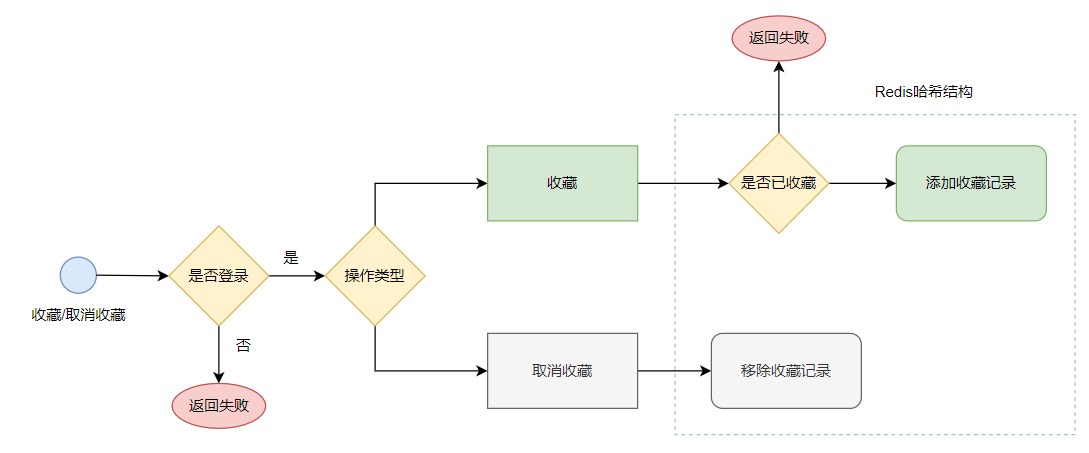 返回失败
Redis哈希结构
收藏
是否已收藏
添加收藏记录
是
是否登录
操作类型
收藏/取消收藏
否
取消收藏
移除收藏记录
返回失败